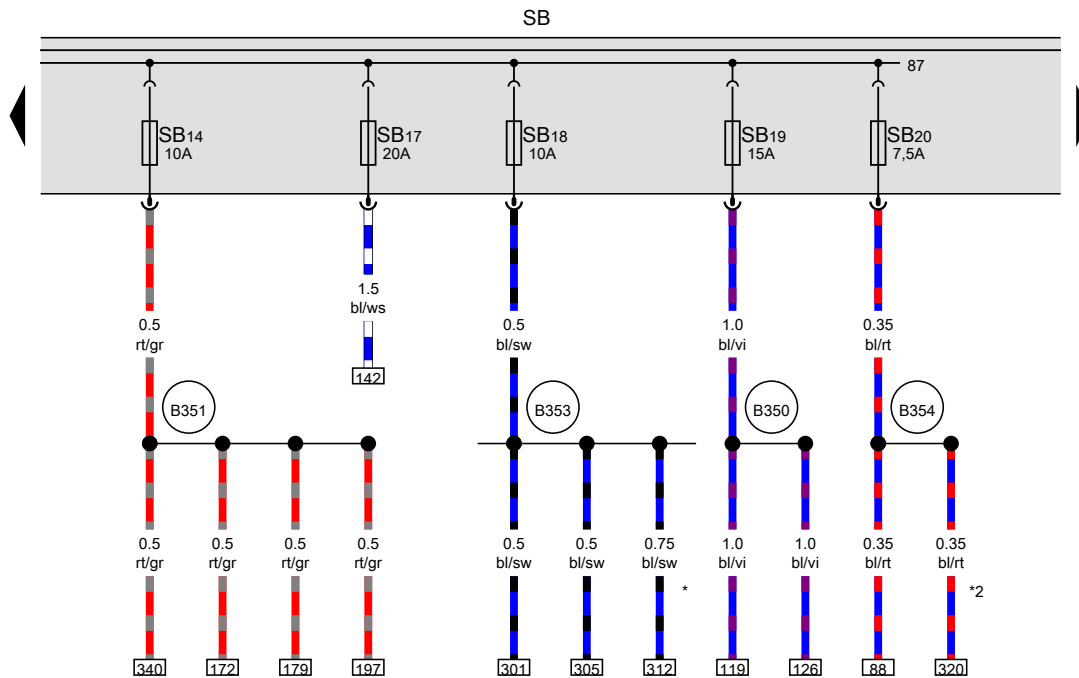 SB
87
SB14
10A
SB17
20A
SB18
10A
SB19
15A
SB20
7,5A
1.5
bl/ws
0.5
rt/gr
0.5
bl/sw
1.0
bl/vi
0.35
bl/rt
142
B351
B353
B350
B354
0.5
rt/gr
0.5
rt/gr
0.5
rt/gr
0.5
rt/gr
0.5
bl/sw
0.5
bl/sw
0.75
bl/sw
1.0
bl/vi
1.0
bl/vi
0.35
bl/rt
0.35
bl/rt
*
*2
340
172
179
197
301
305
312
119
126
88
320